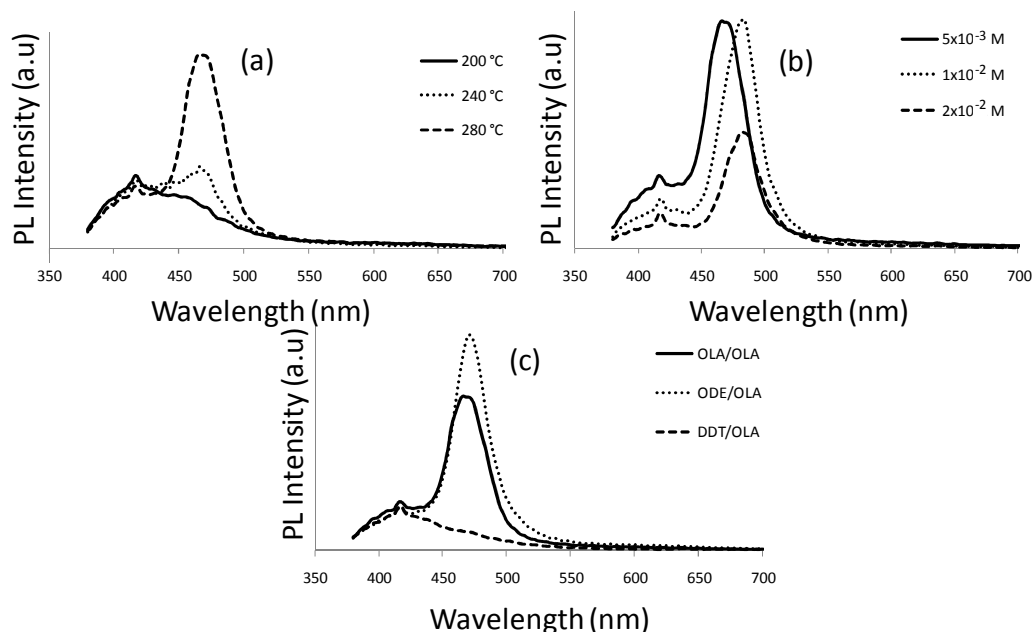 PL Intensity (a.u)
(a)
200 °C
240 °C
280 °C
350 400 450 500 550 600 650 700
Wavelength (nm)
PL Intensity (a.u)
(b)
5x10⁻³ M
1x10⁻² M
2x10⁻² M
350 400 450 500 550 600 650 700
Wavelength (nm)
PL Intensity (a.u)
(c)
OLA/OLA
ODE/OLA
DDT/OLA
350 400 450 500 550 600 650 700
Wavelength (nm)